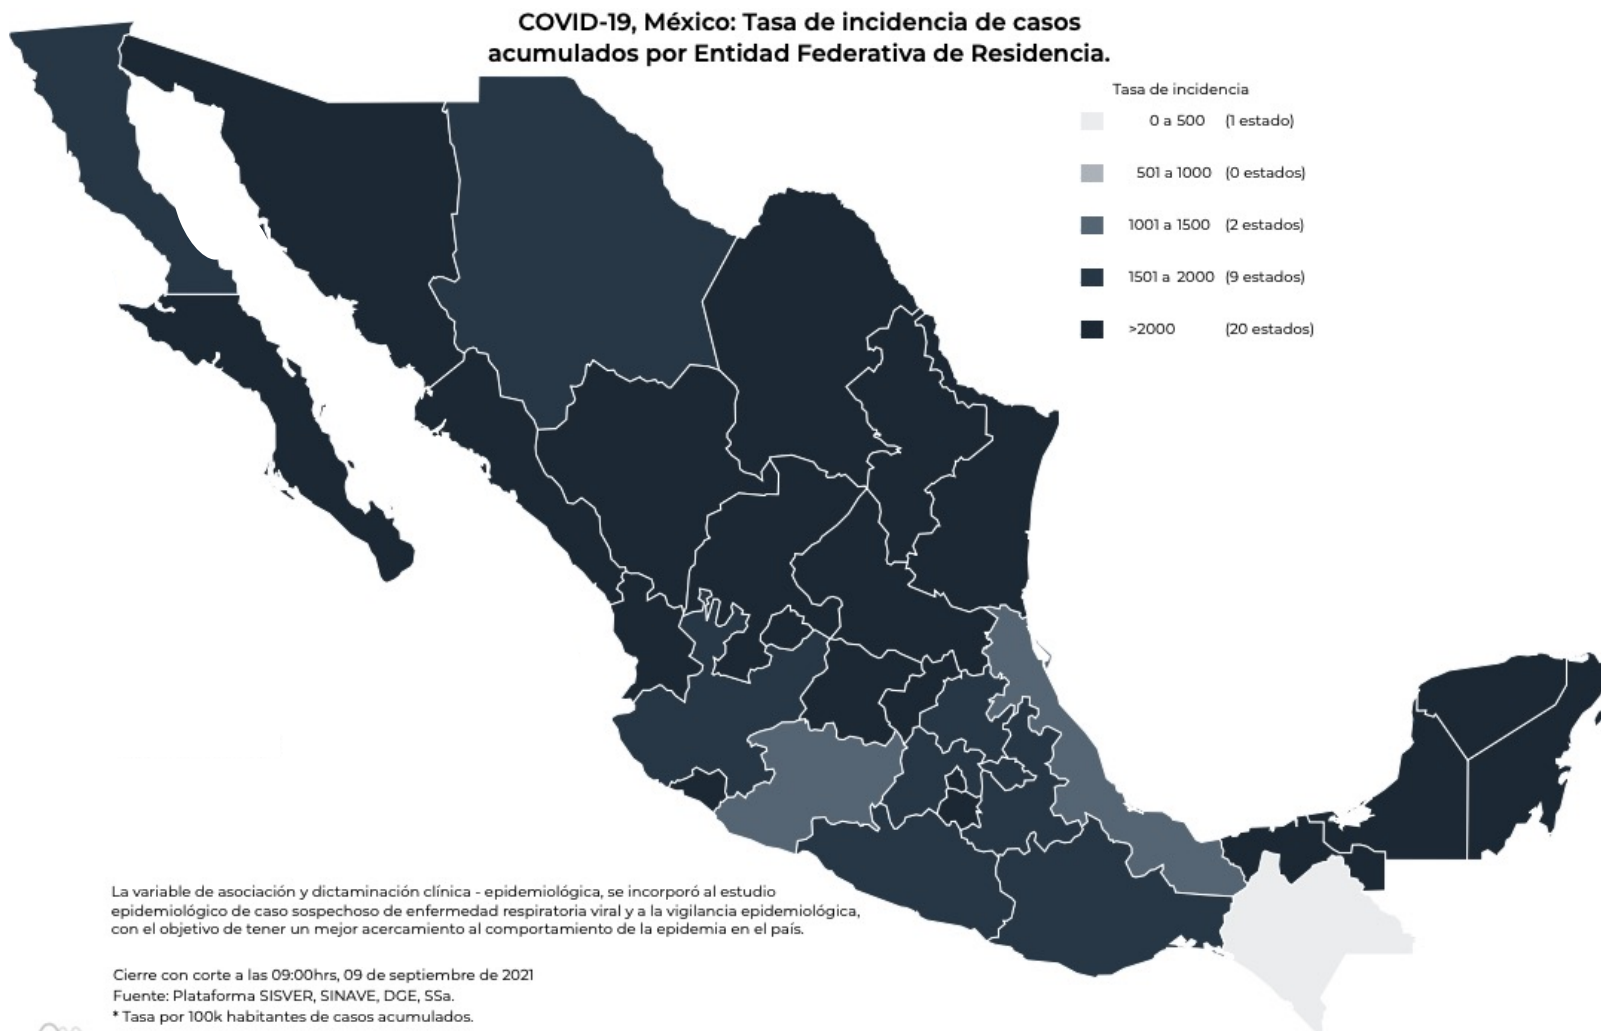 COVID-19, México: Tasa de incidencia de casos
acumulados por Entidad Federativa de Residencia.
Tasa de incidencia
0 a 500 (1 estado)
501 a 1000 (0 estados)
1001 a 1500 (2 estados)
1501 a 2000 (9 estados)
>2000 (20 estados)
La variable de asociación y dictaminación clínica - epidemiológica, se incorporó al estudio
epidemiológico de caso sospechoso de enfermedad respiratoria viral y a la vigilancia epidemiológica,
con el objetivo de tener un mejor acercamiento al comportamiento de la epidemia en el país.
Cierre con corte a las 09:00hrs, 09 de septiembre de 2021
Fuente: Plataforma SISVER, SINAVE, DGE, SSa.
* Tasa por 100k habitantes de casos acumulados.